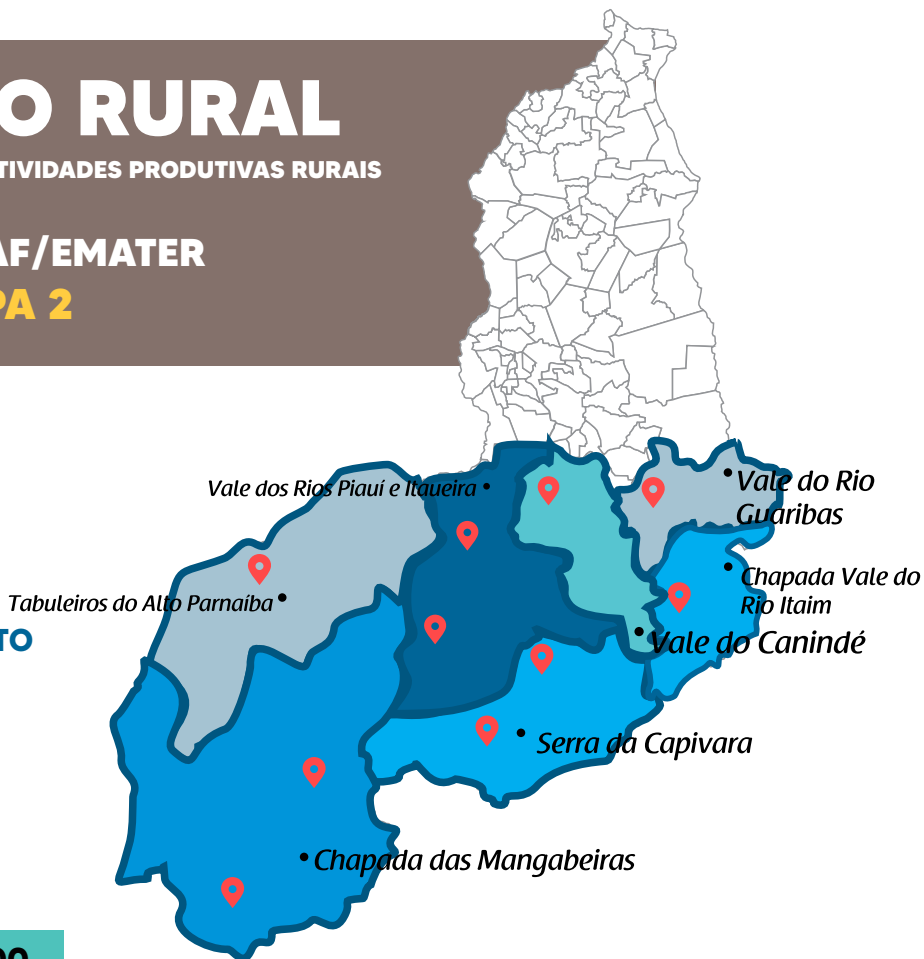 O RURAL
TIVIDADES PRODUTIVAS RURAIS
AF/EMATER
PA 2
Vale dos Rios Piauí e Itaueira
Vale do Rio
Guaribas
Chapada Vale do
Rio Itaim
Tabuleiros do Alto Parnaíba
TO
Vale do Canindé
Serra da Capivara
Chapada das Mangabeiras